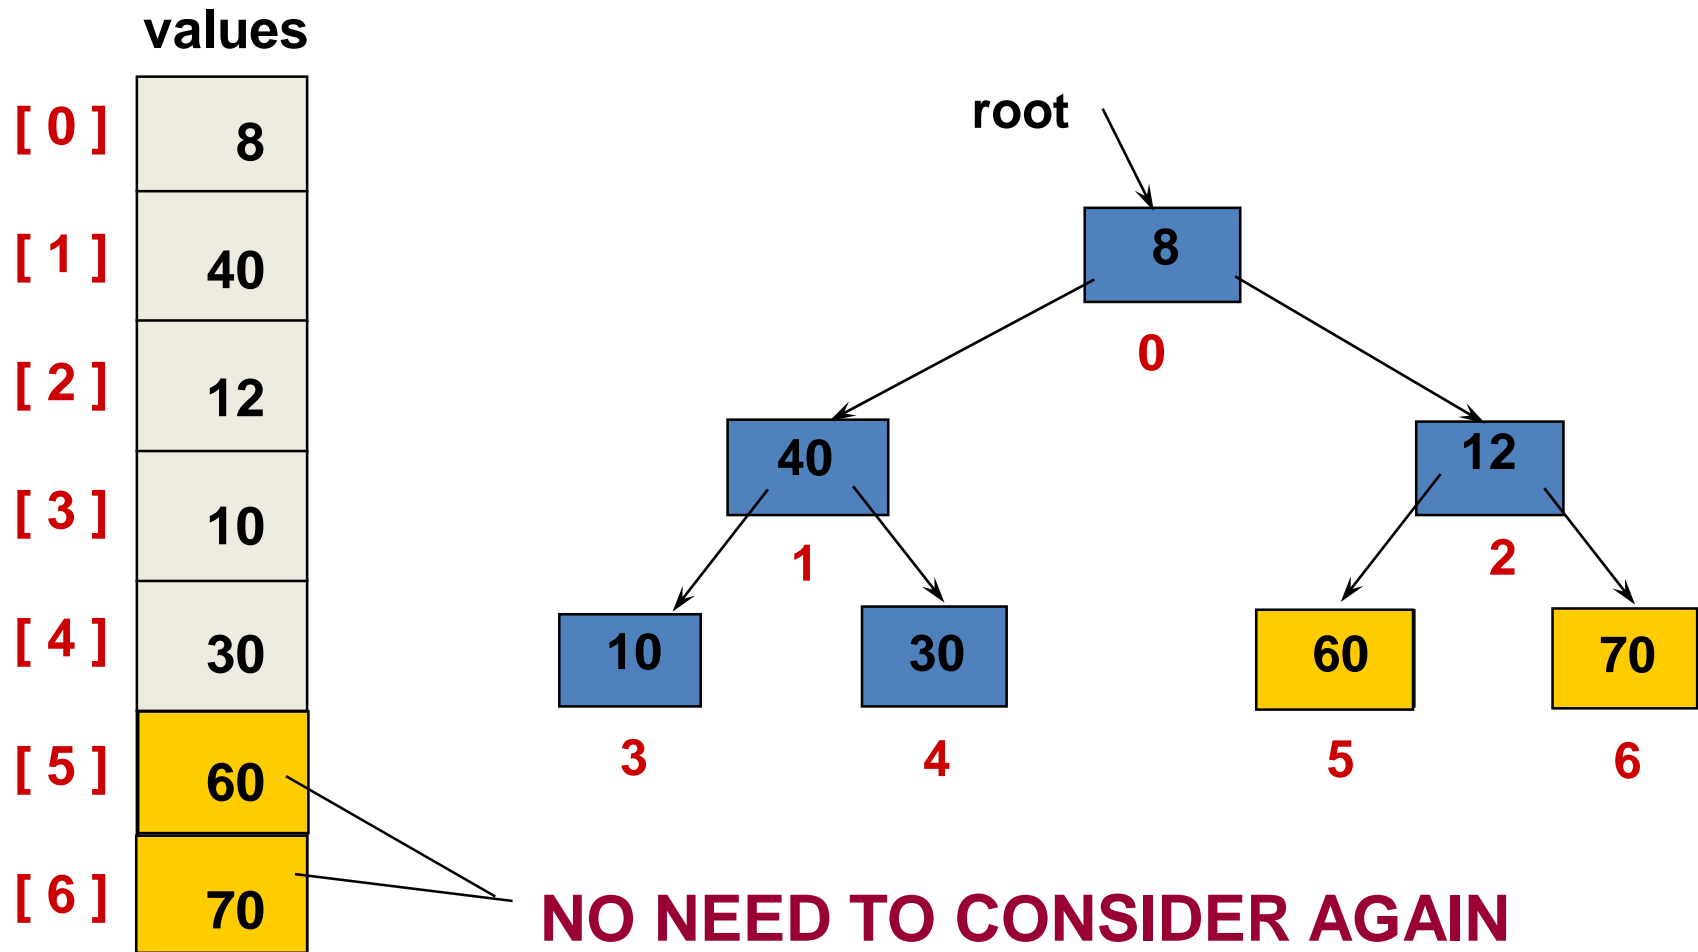 values
[ 0 ] 8
[ 1 ] 40
[ 2 ] 12
[ 3 ] 10
[ 4 ] 30
[ 5 ] 60
[ 6 ] 70
root
8
0
40 12
1 2
10 30 60 70
3 4 5 6
NO NEED TO CONSIDER AGAIN